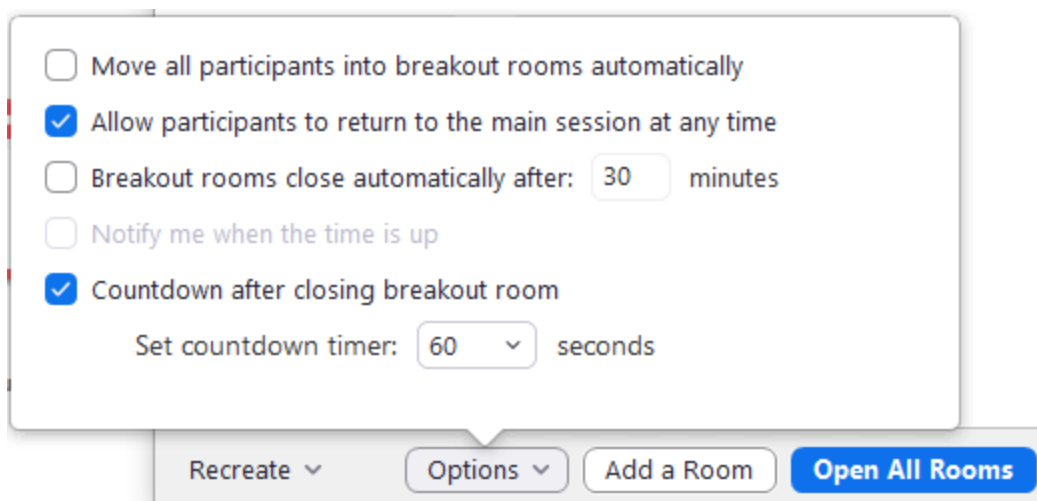 Move all participants into breakout rooms automatically
Allow participants to return to the main session at any time
Breakout rooms close automatically after: 30 minutes
Notify me when the time is up
Countdown after closing breakout room
Set countdown timer: 60 seconds
Recreate Options Add a Room Open All Rooms